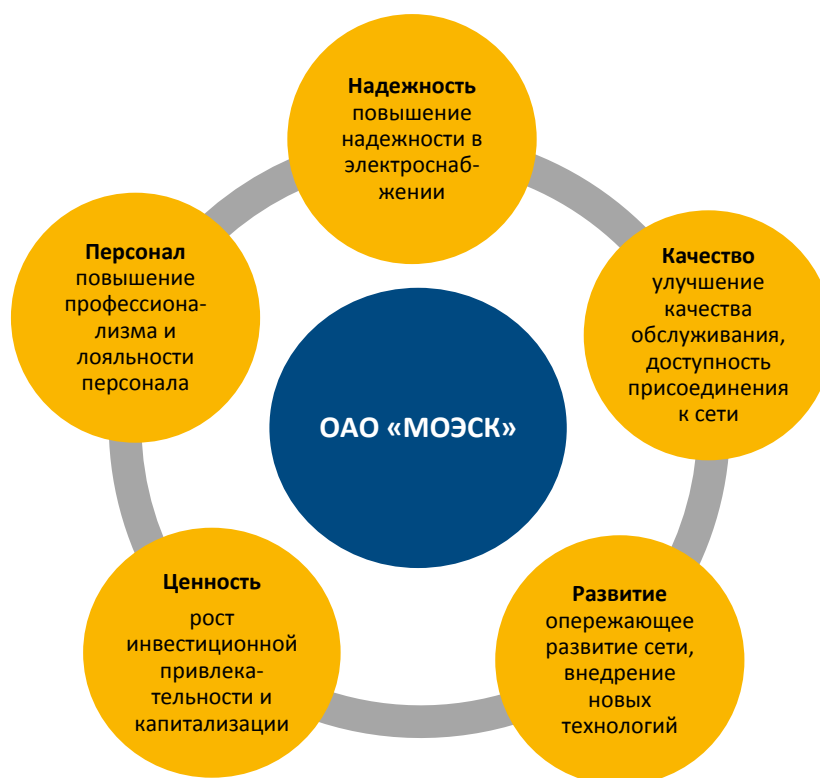 Надежность
повышение
надежности в
электроснаб-
жении
Персонал
повышение
профессиона-
лизма и
лояльности
персонала
Качество
улучшение
качества
обслуживания,
доступность
присоединения
к сети
ОАО «МОЭСК»
Ценность
рост
инвестиционной
привлека-
тельности и
капитализации
Развитие
опережающее
развитие сети,
внедрение
новых
технологий